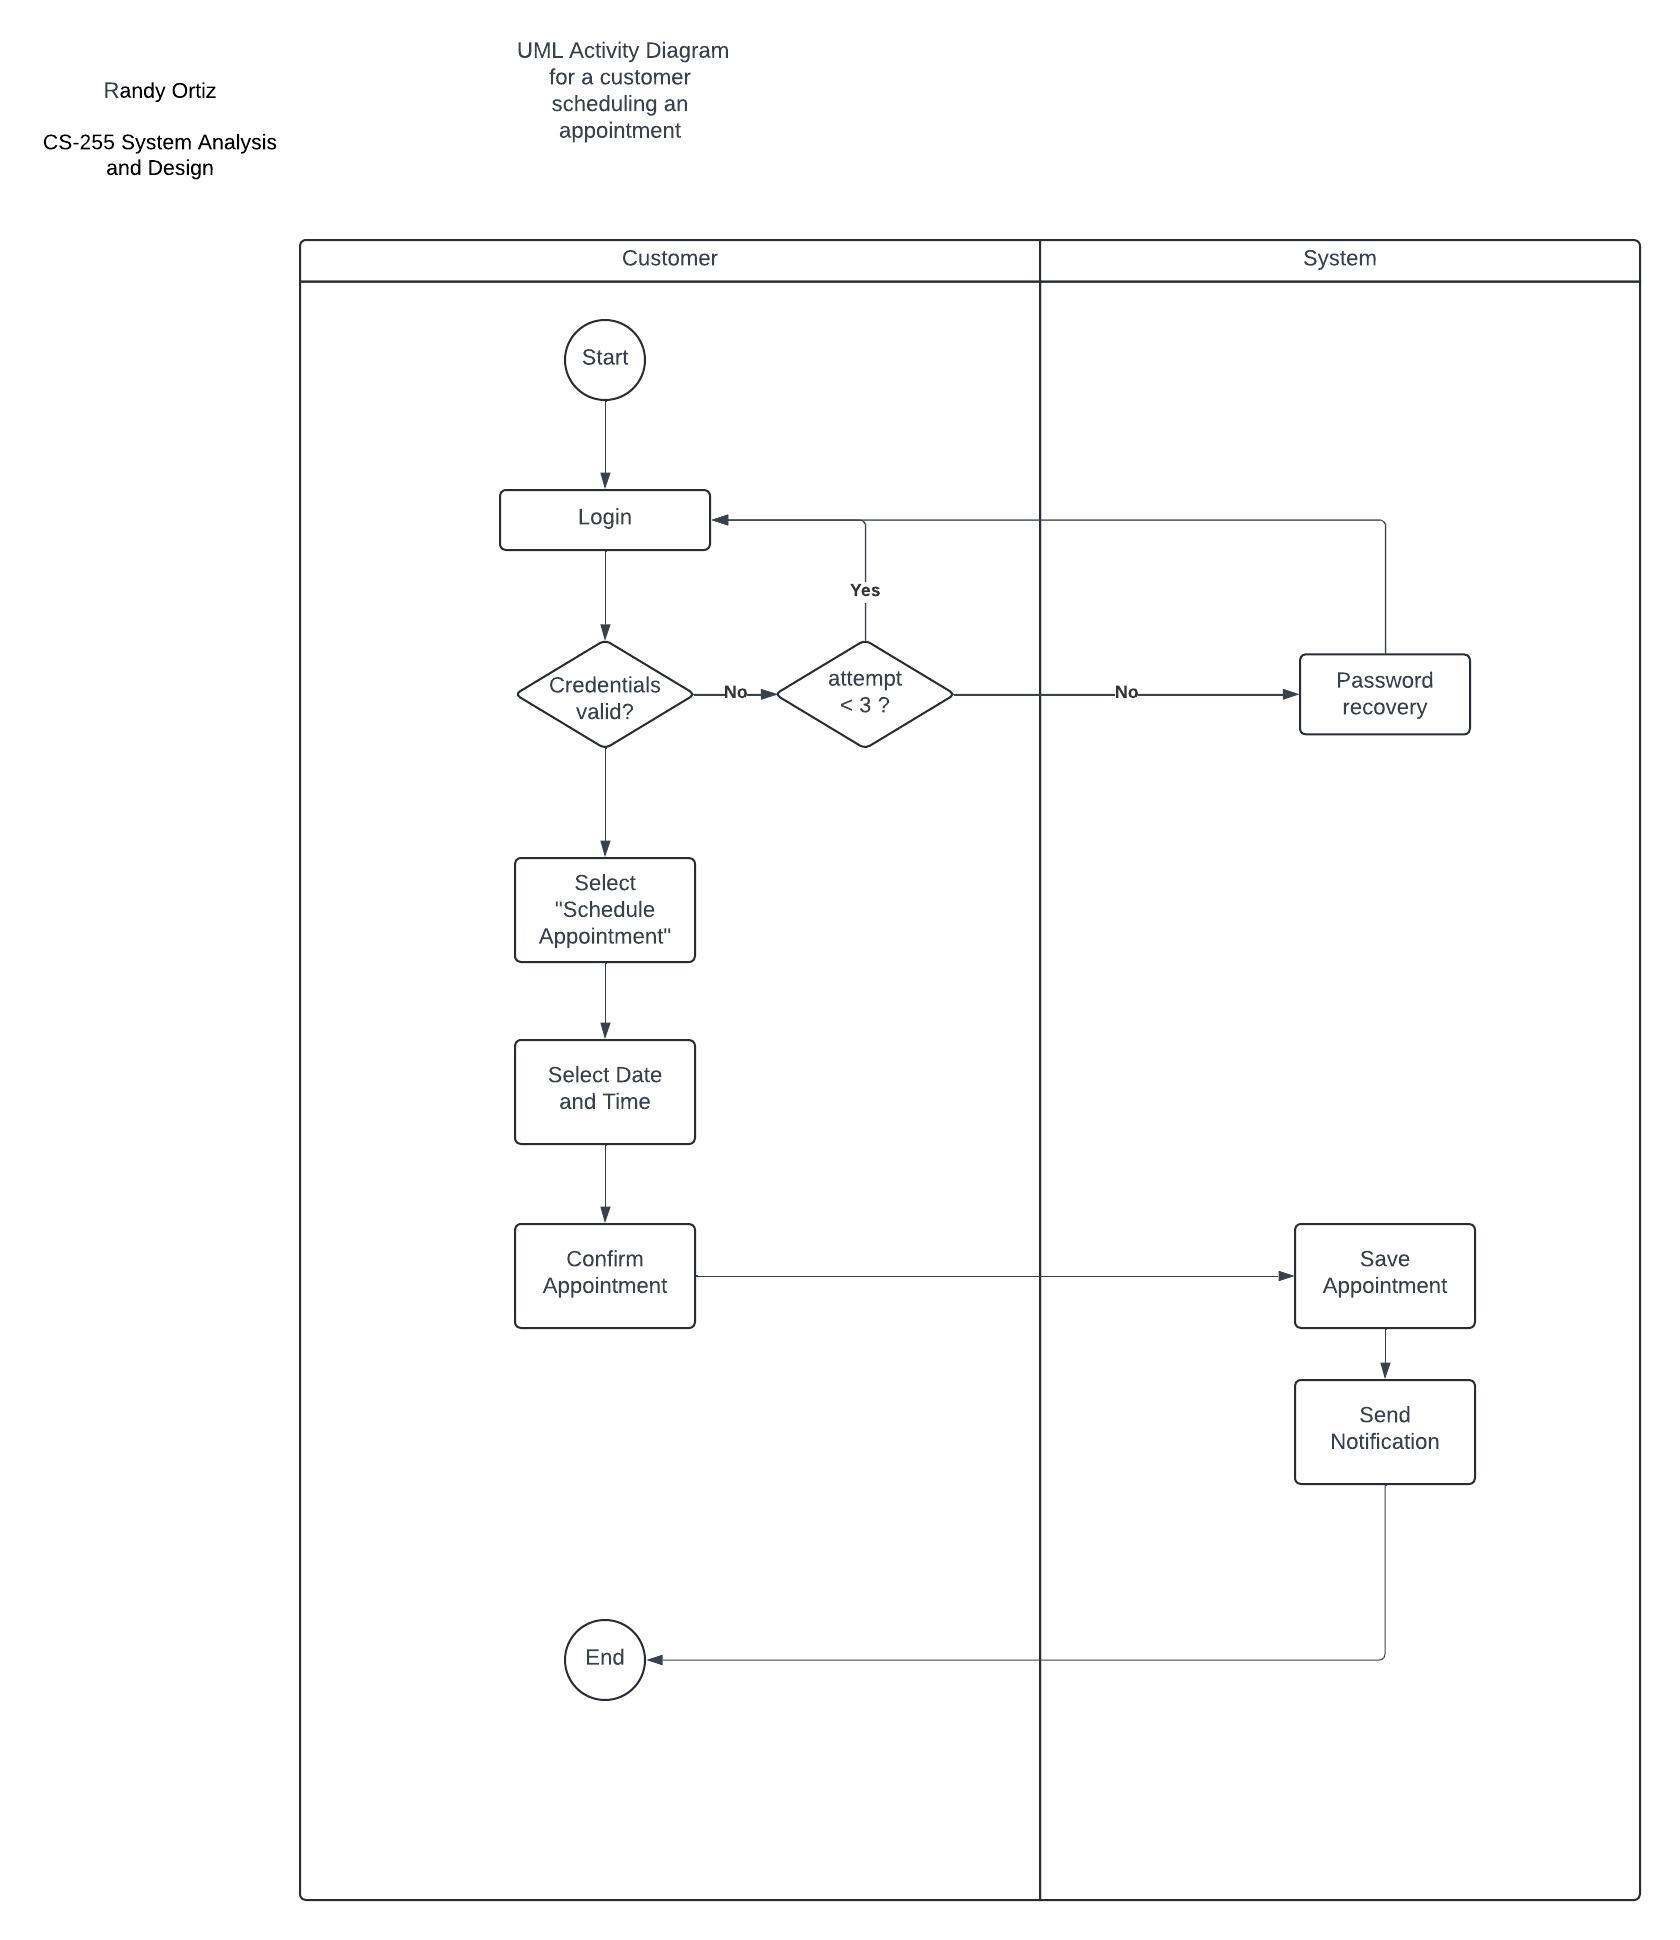 UML Activity Diagram
for a customer
scheduling an
appointment
Randy Ortiz
CS-255 System Analysis
and Design
Customer
System
Start
Login
Yes
Credentials
valid?
No
attempt
< 3 ?
No
Password
recovery
Select
"Schedule
Appointment"
Select Date
and Time
Confirm
Appointment
Save
Appointment
Send
Notification
End